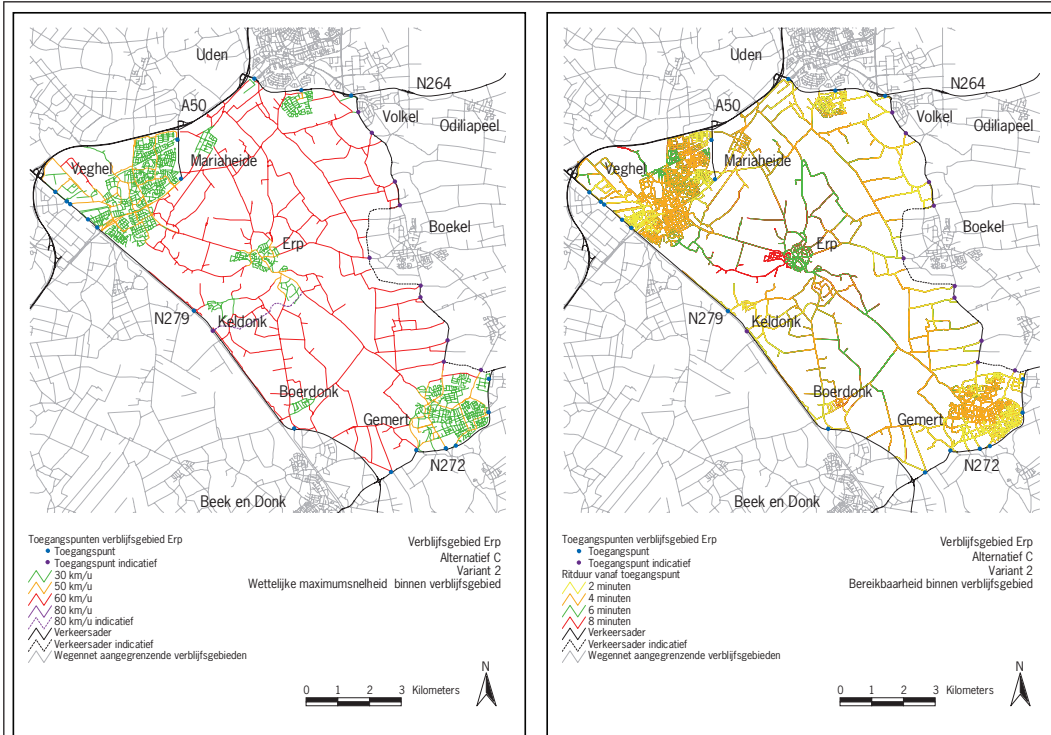 Uden
N264
A50
Volkel
Odiliapeel
Mariaheide
Veghel
Boekel
Erp
N279
Keldonk
Boerdonk
Gemert
N272
Beek en Donk
Toegangspunten verblijfsgebied Erp
Toegangspunt
Toegangspunt indicatief
30 km/u
50 km/u
60 km/u
80 km/u
80 km/u indicatief
Verkeersader
Verkeersader indicatief
Wegennet aangegrenzende verblijfsgebieden
Verblijfsgebied Erp
Alternatief C
Variant 2
Wettelijke maximumsnelheid binnen verblijfsgebied
N
0 1 2 3 Kilometers
Uden
N264
A50
Volkel
Odiliapeel
Mariaheide
Veghel
Boekel
Erp
N279
Keldonk
Boerdonk
Gemert
N272
Beek en Donk
Toegangspunten verblijfsgebied Erp
Toegangspunt
Toegangspunt indicatief
Ritduur vanaf toegangspunt
2 minuten
4 minuten
6 minuten
8 minuten
Verkeersader
Verkeersader indicatief
Wegennet aangegrenzende verblijfsgebieden
Verblijfsgebied Erp
Alternatief C
Variant 2
Bereikbaarheid binnen verblijfsgebied
N
0 1 2 3 Kilometers